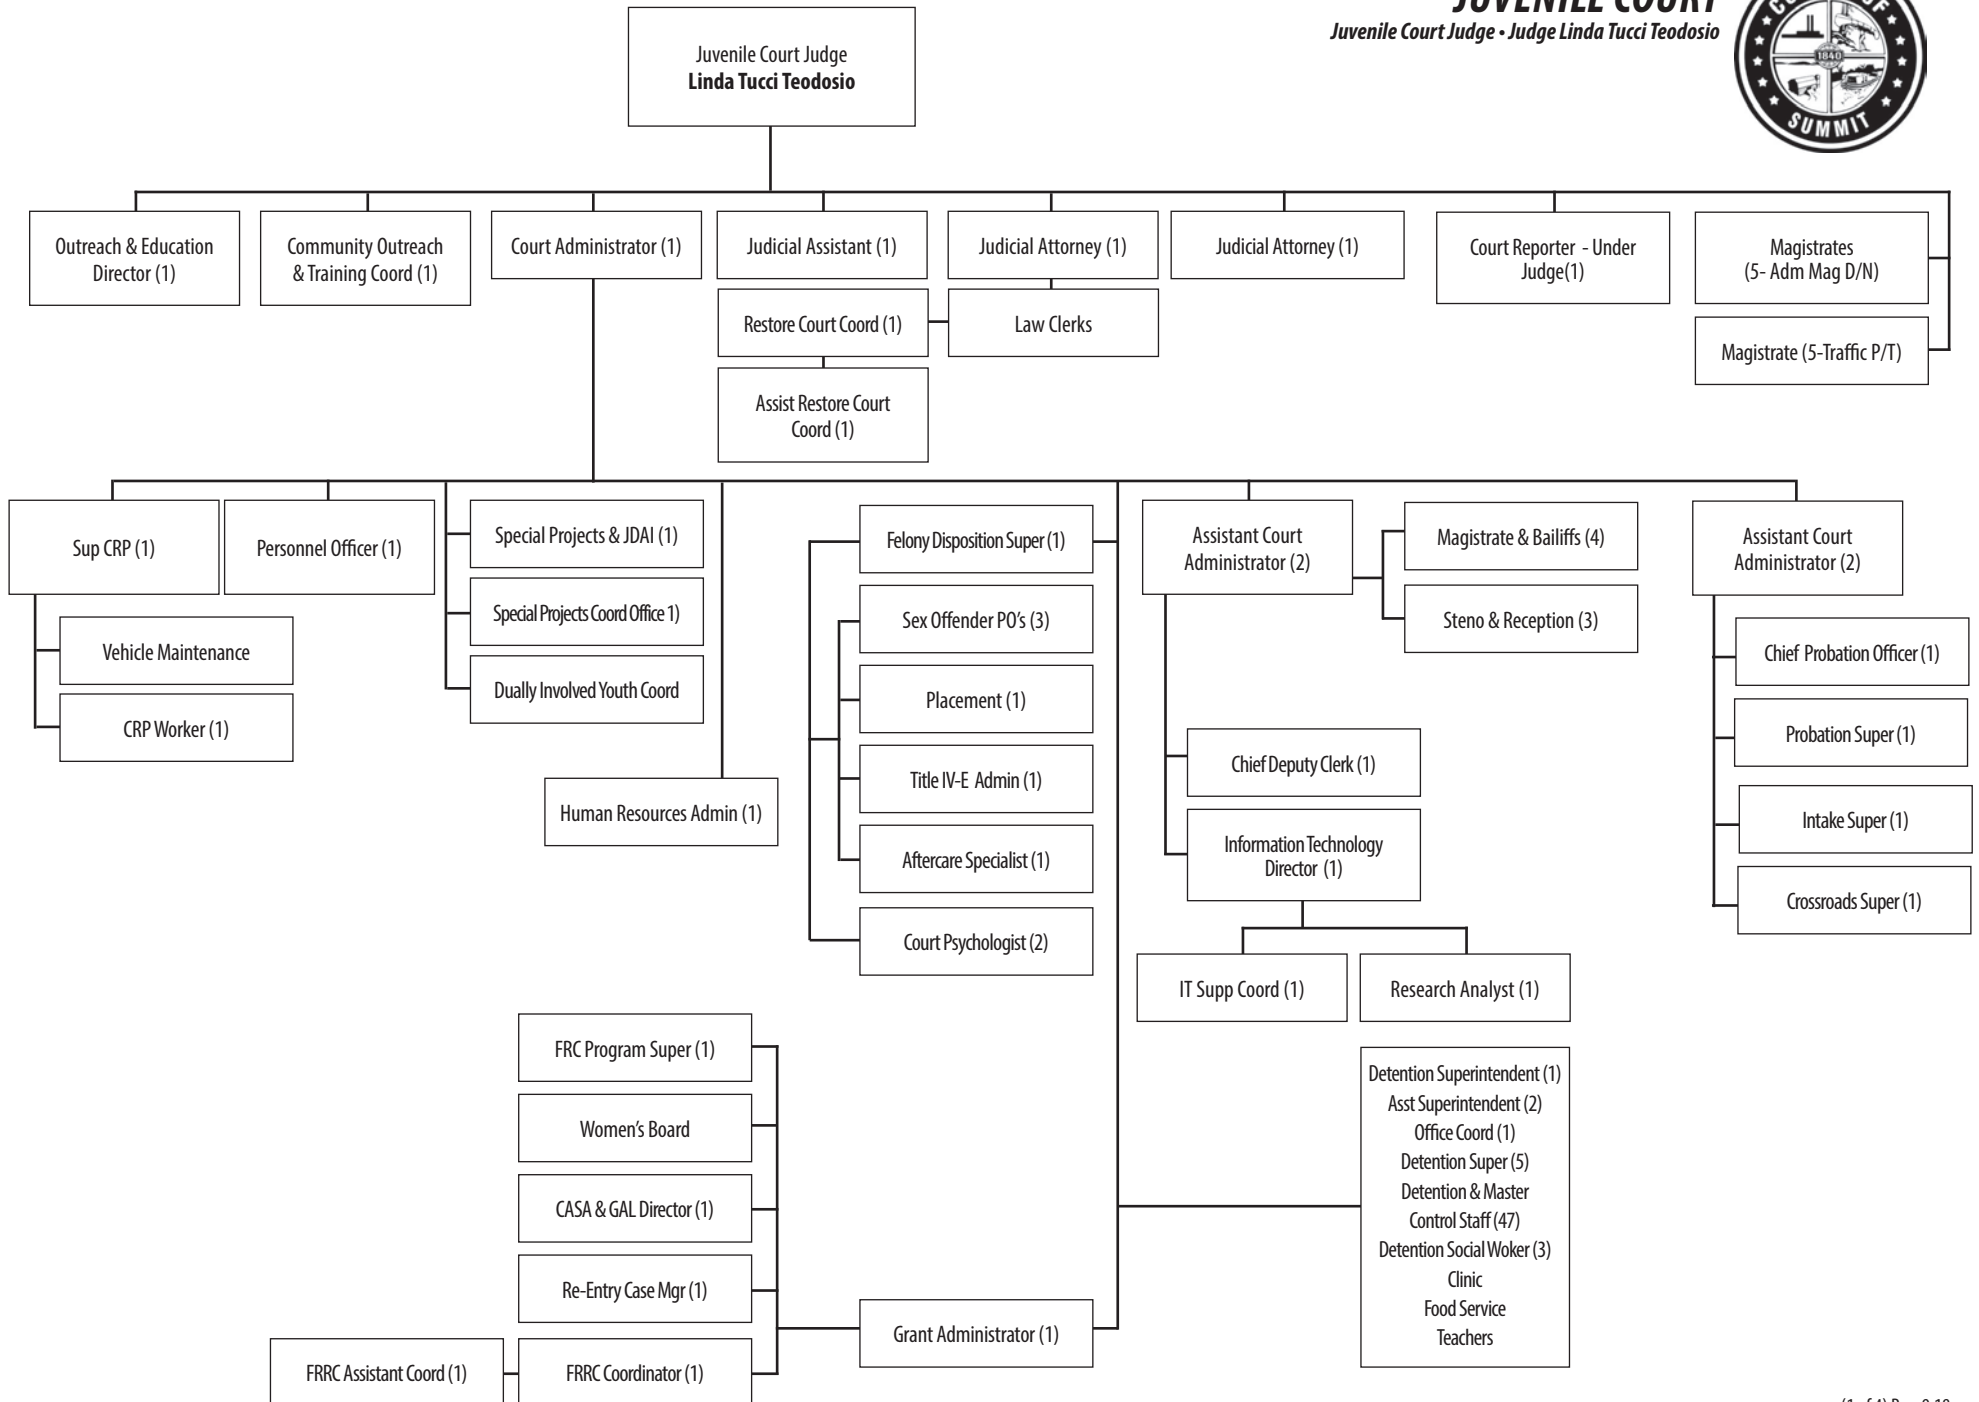 JUVENILE COURT
Juvenile Court Judge • Judge Linda Tucci Teodosio
1840
SUMMIT
Juvenile Court Judge
Linda Tucci Teodosio
Outreach & Education
Director (1)
Community Outreach
& Training Coord (1)
Court Administrator (1)
Judicial Assistant (1)
Judicial Attorney (1)
Judicial Attorney (1)
Court Reporter - Under
Judge(1)
Magistrates
(5- Adm Mag D/N)
Restore Court Coord (1)
Law Clerks
Magistrate (5-Traffic P/T)
Assist Restore Court
Coord (1)
Sup CRP (1)
Personnel Officer (1)
Special Projects & JDAI (1)
Special Projects Coord Office 1)
Dually Involved Youth Coord
Vehicle Maintenance
CRP Worker (1)
Human Resources Admin (1)
Felony Disposition Super (1)
Sex Offender PO's (3)
Placement (1)
Title IV-E Admin (1)
Aftercare Specialist (1)
Court Psychologist (2)
Assistant Court
Administrator (2)
Magistrate & Bailiffs (4)
Steno & Reception (3)
Chief Deputy Clerk (1)
Information Technology
Director (1)
IT Supp Coord (1)
Research Analyst (1)
Assistant Court
Administrator (2)
Chief Probation Officer (1)
Probation Super (1)
Intake Super (1)
Crossroads Super (1)
FRC Program Super (1)
Women's Board
CASA & GAL Director (1)
Re-Entry Case Mgr (1)
FRRC Assistant Coord (1)
FRRC Coordinator (1)
Grant Administrator (1)
Detention Superintendent (1)
Asst Superintendent (2)
Office Coord (1)
Detention Super (5)
Detention & Master
Control Staff (47)
Detention Social Woker (3)
Clinic
Food Service
Teachers